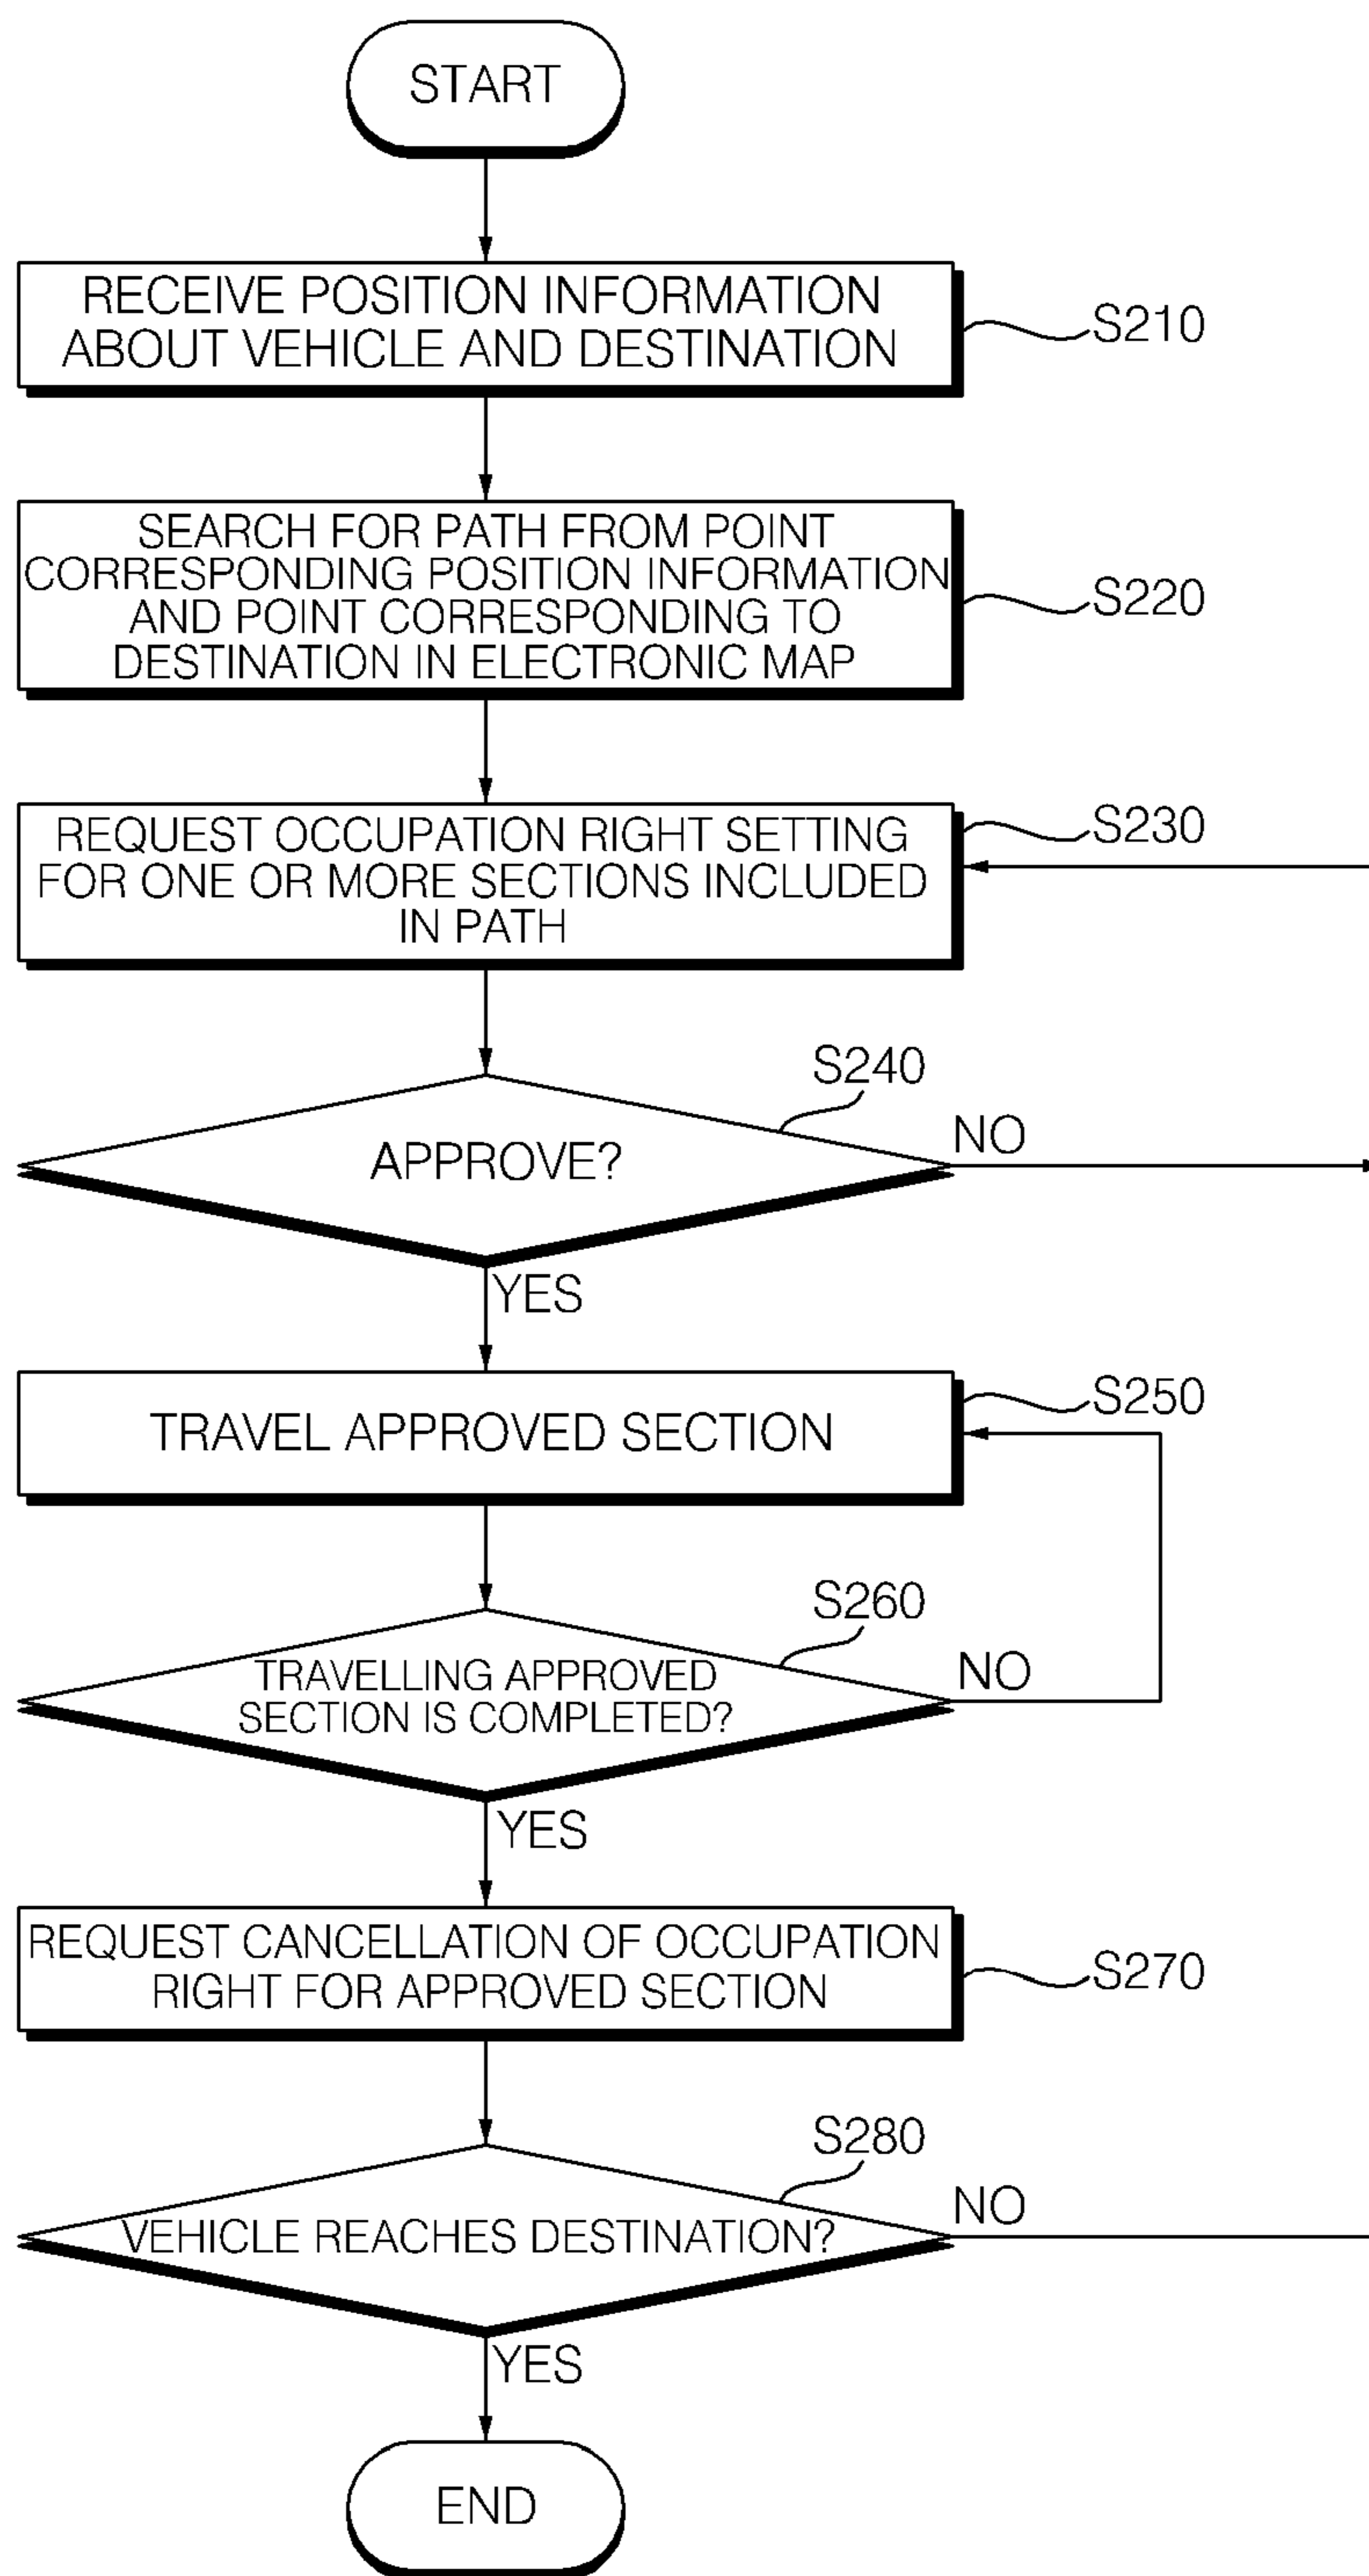 START
RECEIVE POSITION INFORMATION
ABOUT VEHICLE AND DESTINATION
S210
SEARCH FOR PATH FROM POINT
CORRESPONDING POSITION INFORMATION
AND POINT CORRESPONDING TO
DESTINATION IN ELECTRONIC MAP
S220
REQUEST OCCUPATION RIGHT SETTING
FOR ONE OR MORE SECTIONS INCLUDED
IN PATH
S230
S240
APPROVE?
NO
YES
TRAVEL APPROVED SECTION
S250
S260
TRAVELLING APPROVED
SECTION IS COMPLETED?
NO
YES
REQUEST CANCELLATION OF OCCUPATION
RIGHT FOR APPROVED SECTION
S270
S280
VEHICLE REACHES DESTINATION?
NO
YES
END